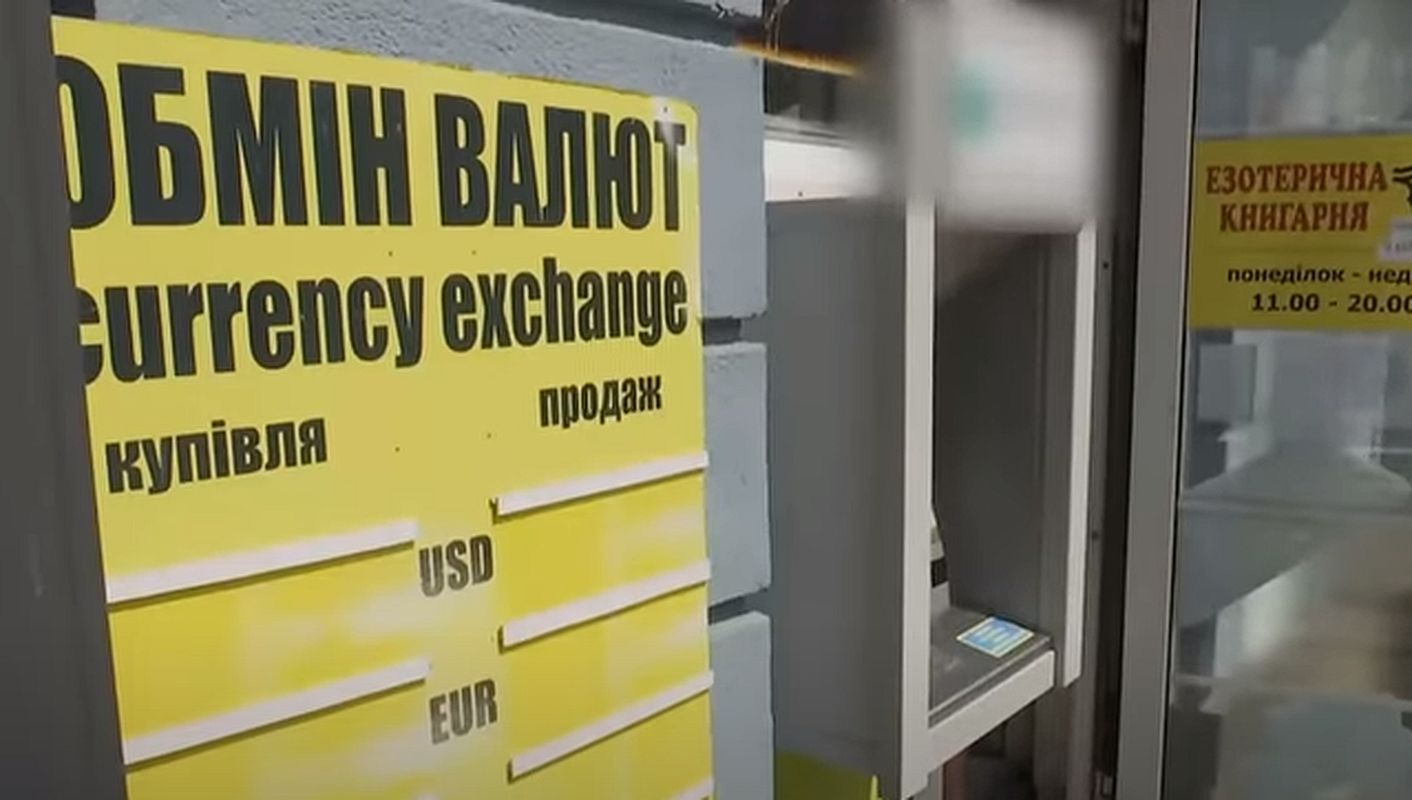 ОБМІН ВАЛЮТ
currency exchange
купівля продаж
USD
EUR
ЕЗОТЕРИЧНА
КНИГАРНЯ
понеділок - нед
11.00 - 20.00